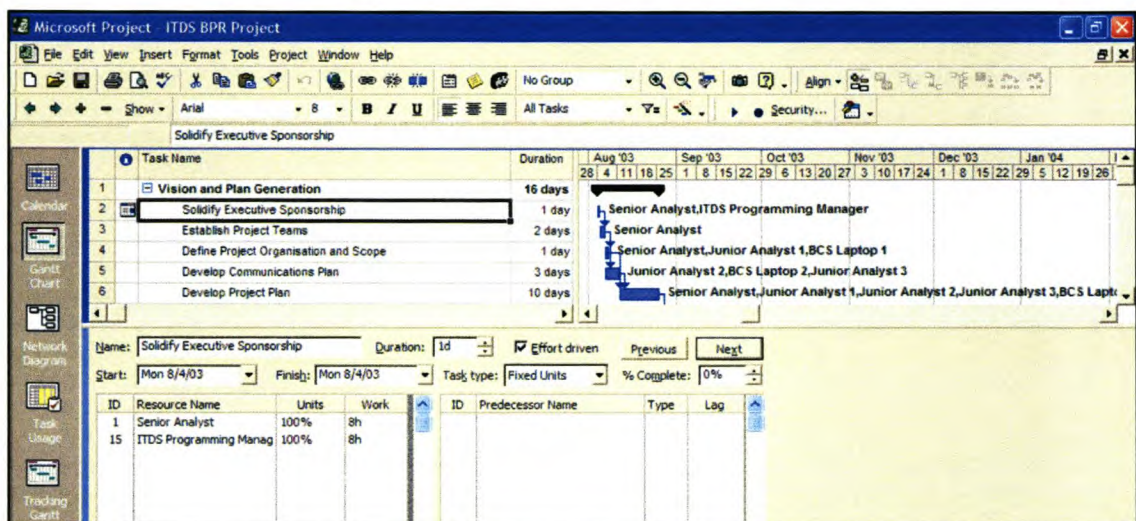 Microsoft Project - ITDS BPR Project
File Edit View Insert Format Tools Project Window Help
No Group Align
Show Arial 8 B I U All Tasks Security...
Solidify Executive Sponsorship
Task Name Duration Aug '03 Sep '03 Oct '03 Nov '03 Dec '03 Jan '04
28 4 11 18 25 1 8 15 22 29 6 13 20 27 3 10 17 24 1 8 15 22 29 5 12 19 26
1 Vision and Plan Generation 16 days
2 Solidify Executive Sponsorship 1 day Senior Analyst,ITDS Programming Manager
3 Establish Project Teams 2 days Senior Analyst
4 Define Project Organisation and Scope 1 day Senior Analyst,Junior Analyst 1,BCS Laptop 1
5 Develop Communications Plan 3 days Junior Analyst 2,BCS Laptop 2,Junior Analyst 3
6 Develop Project Plan 10 days Senior Analyst,Junior Analyst 1,Junior Analyst 2,Junior Analyst 3,BCS Lapt
Calendar
Gantt
Chart
Network
Diagram
Task
Usage
Tracking
Gantt
Name: Solidify Executive Sponsorship Duration: 1d Effort driven Previous Next
Start: Mon 8/4/03 Finish: Mon 8/4/03 Task type: Fixed Units % Complete: 0%
ID Resource Name Units Work ID Predecessor Name Type Lag
1 Senior Analyst 100% 8h
15 ITDS Programming Manag 100% 8h